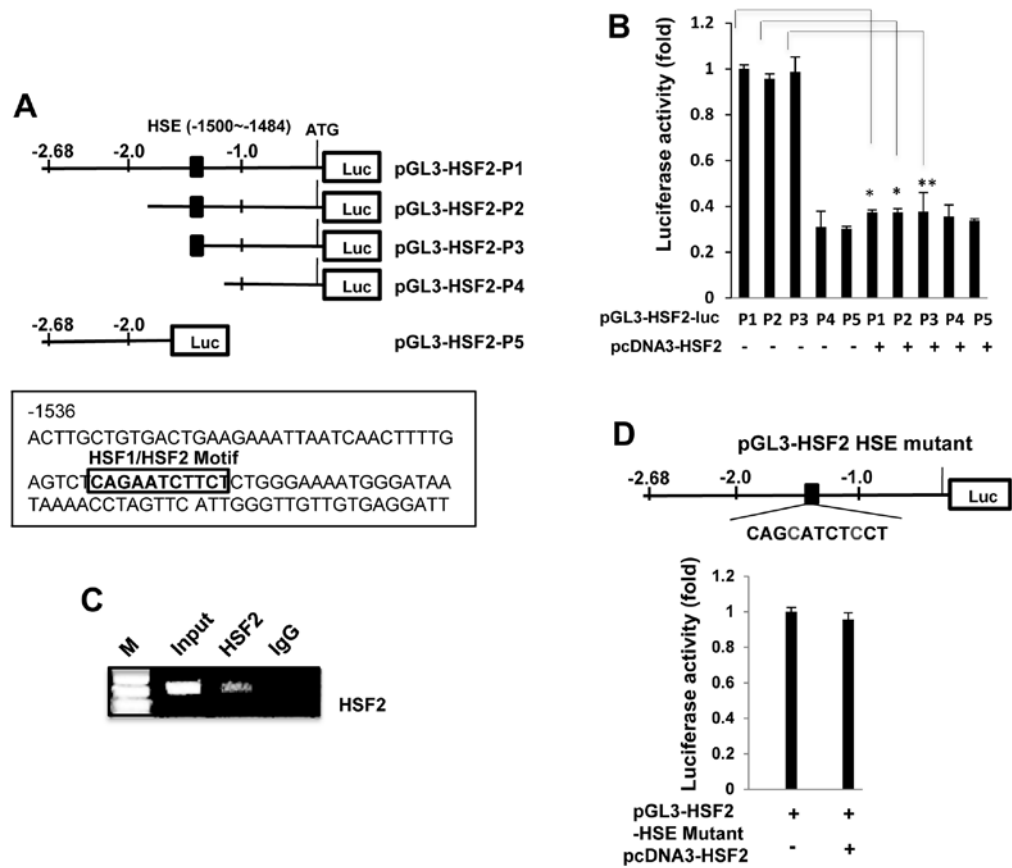 A
HSE (-1500~-1484)
ATG
-2.68 -2.0 -1.0
Luc pGL3-HSF2-P1
Luc pGL3-HSF2-P2
Luc pGL3-HSF2-P3
Luc pGL3-HSF2-P4
-2.68 -2.0
Luc pGL3-HSF2-P5
-1536
ACTTGCTGTGACTGAAGAAATTAATCAACTTTTG
HSF1/HSF2 Motif
AGTCTCAGAATCTTCTCTGGGAAAATGGGATAA
TAAAACCTAGTTC ATTGGGTTGTTGTGAGGATT
B
Luciferase activity (fold)
1.2
1
0.8
0.6
0.4
0.2
0
* * **
pGL3-HSF2-luc P1 P2 P3 P4 P5 P1 P2 P3 P4 P5
pcDNA3-HSF2 - - - - - + + + + +
C
M Input HSF2 IgG
HSF2
D
pGL3-HSF2 HSE mutant
-2.68 -2.0 -1.0
Luc
CAGCATCTCCT
Luciferase activity (fold)
1.2
1
0.8
0.6
0.4
0.2
0
pGL3-HSF2 + +
-HSE Mutant
pcDNA3-HSF2 - +